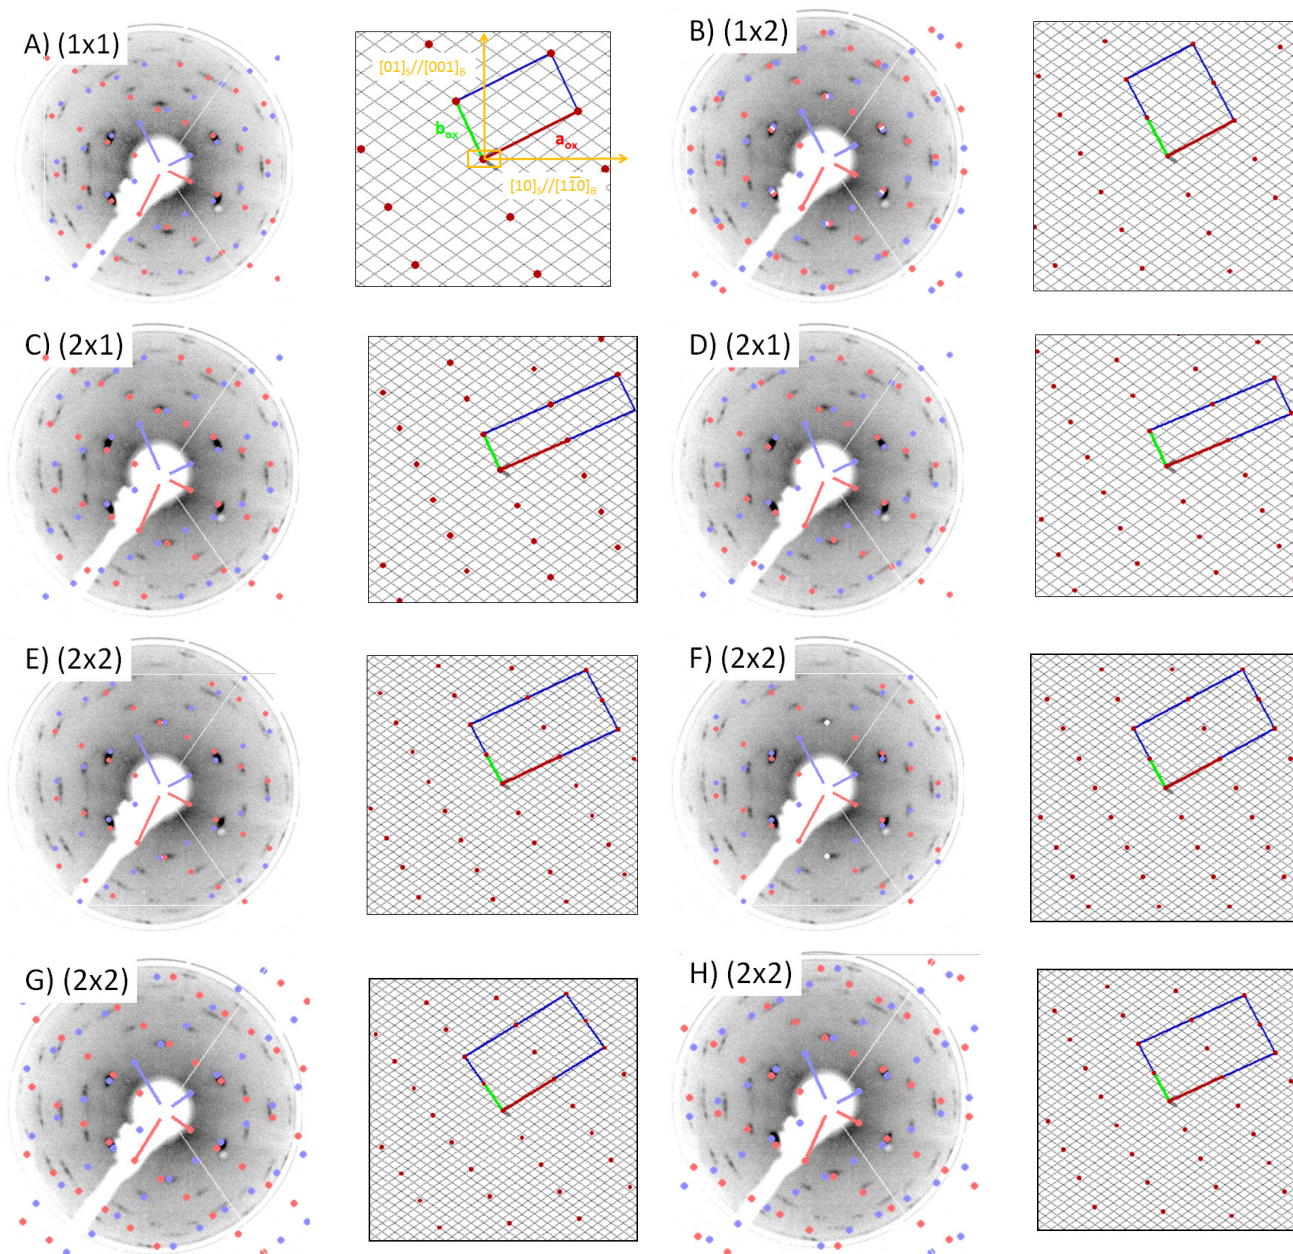 A) (1x1)
[01]S//[001]B
box
aox
[10]S//[11̅0]B
B) (1x2)
C) (2x1)
D) (2x1)
E) (2x2)
F) (2x2)
G) (2x2)
H) (2x2)